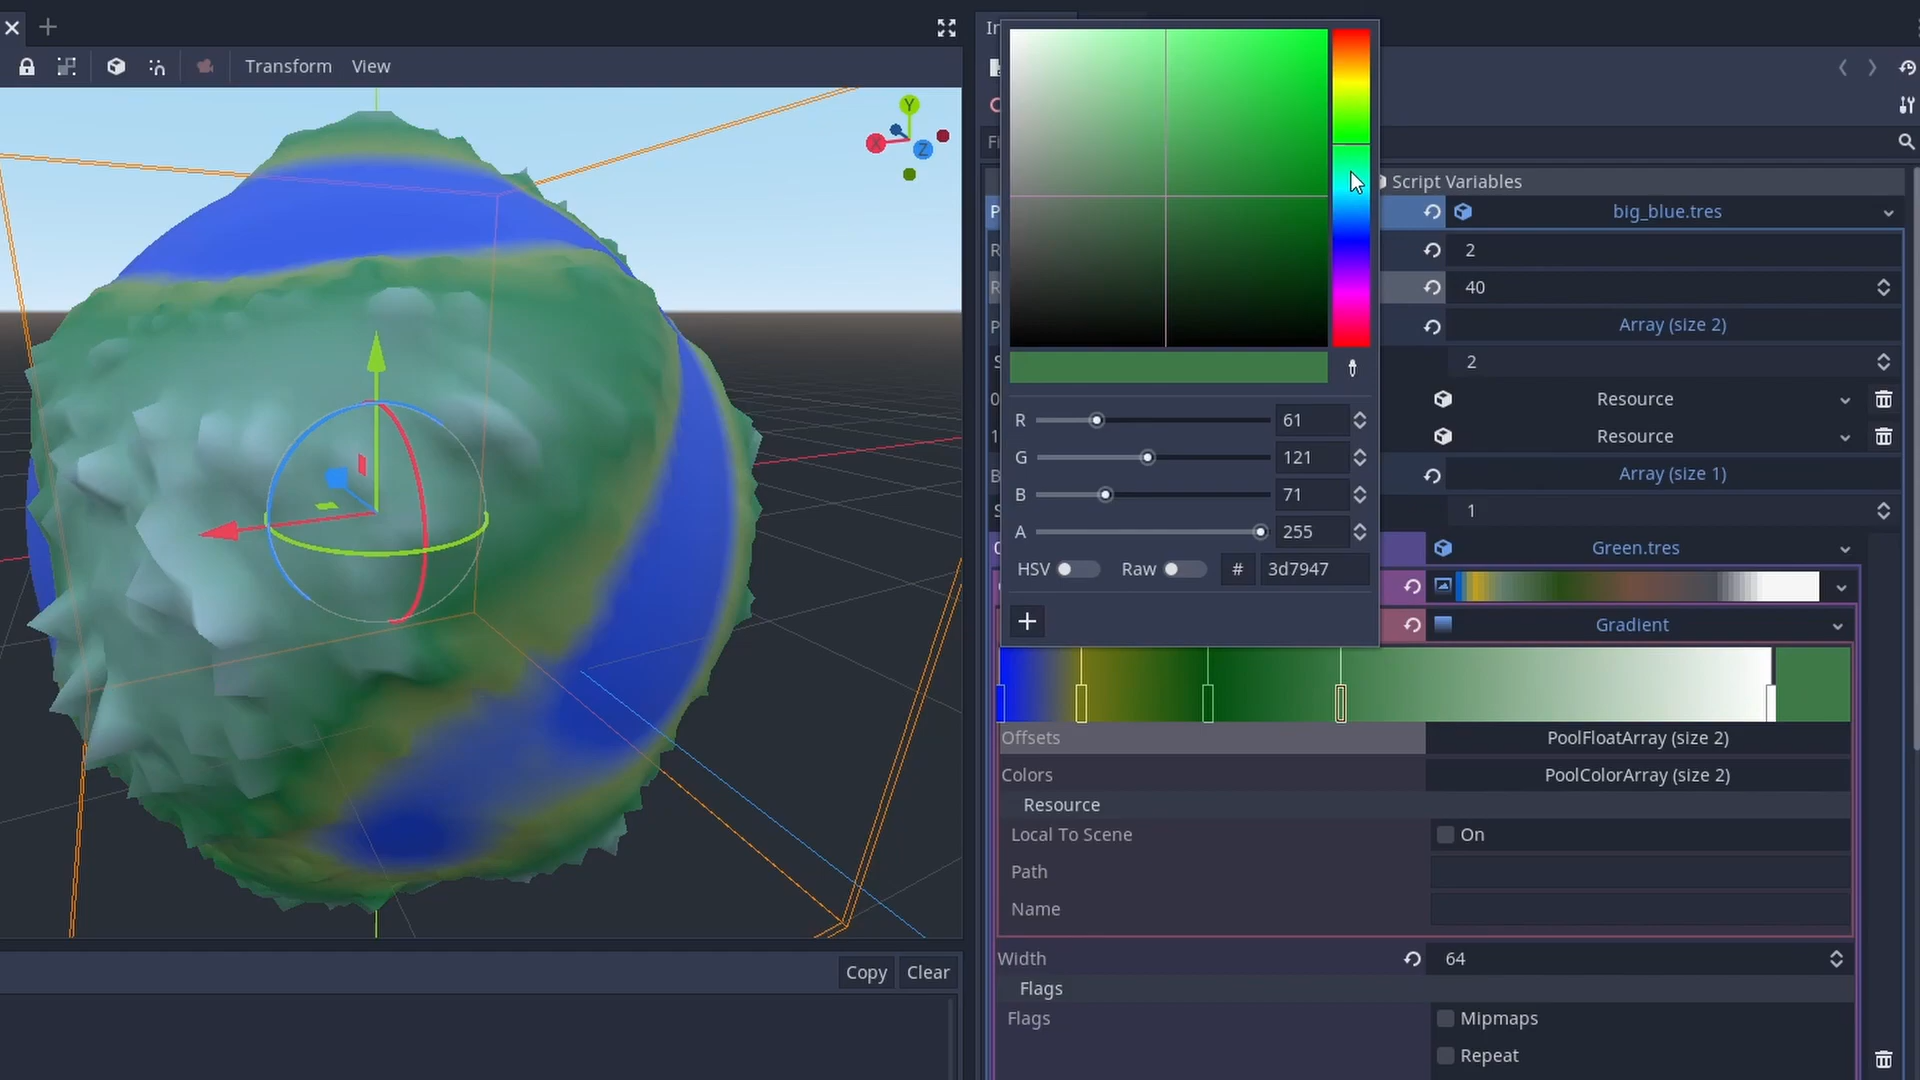 Transform View
Y
X
Z
Copy Clear
R 61
G 121
B 71
A 255
HSV Raw # 3d7947
Script Variables
big_blue.tres
2
40
Array (size 2)
2
0 Resource
1 Resource
Array (size 1)
1
Green.tres
Gradient
Offsets PoolFloatArray (size 2)
Colors PoolColorArray (size 2)
Resource
Local To Scene On
Path
Name
Width 64
Flags
Flags Mipmaps
Repeat